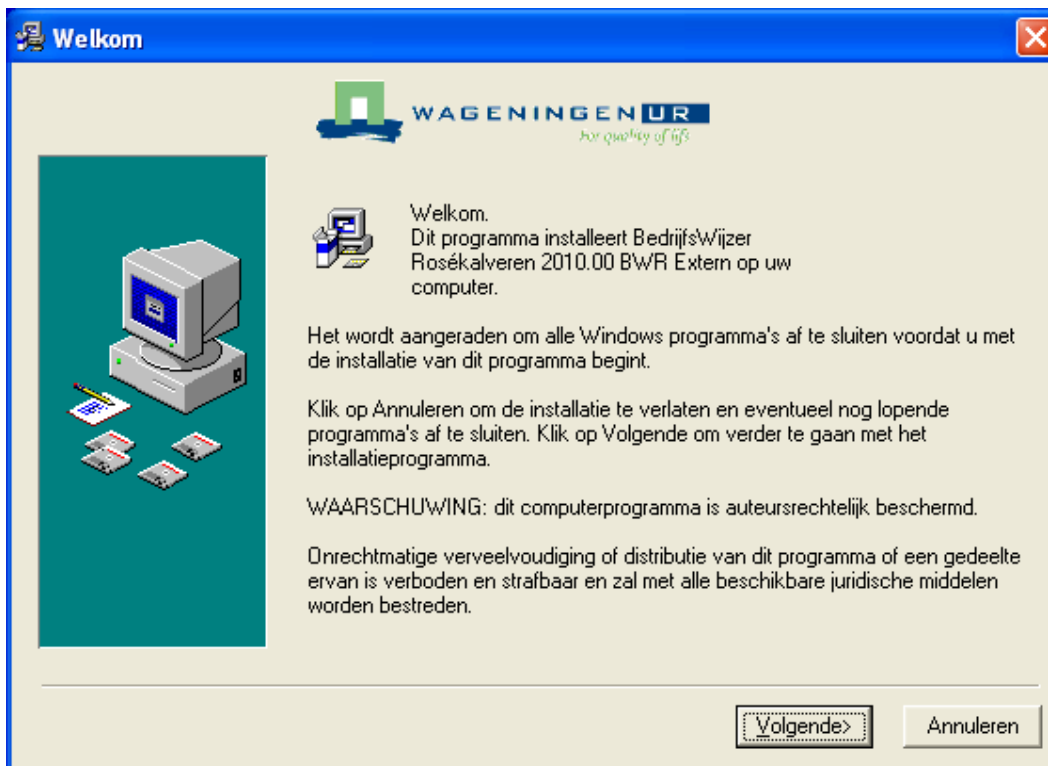 Welkom
WAGENINGEN UR
For quality of life
Welkom.
Dit programma installeert BedrijfsWijzer
Rosékalveren 2010.00 BWR Extern op uw
computer.
Het wordt aangeraden om alle Windows programma's af te sluiten voordat u met
de installatie van dit programma begint.
Klik op Annuleren om de installatie te verlaten en eventueel nog lopende
programma's af te sluiten. Klik op Volgende om verder te gaan met het
installatieprogramma.
WAARSCHUWING: dit computerprogramma is auteursrechtelijk beschermd.
Onrechtmatige verveelvoudiging of distributie van dit programma of een gedeelte
ervan is verboden en strafbaar en zal met alle beschikbare juridische middelen
worden bestreden.
Volgende>
Annuleren